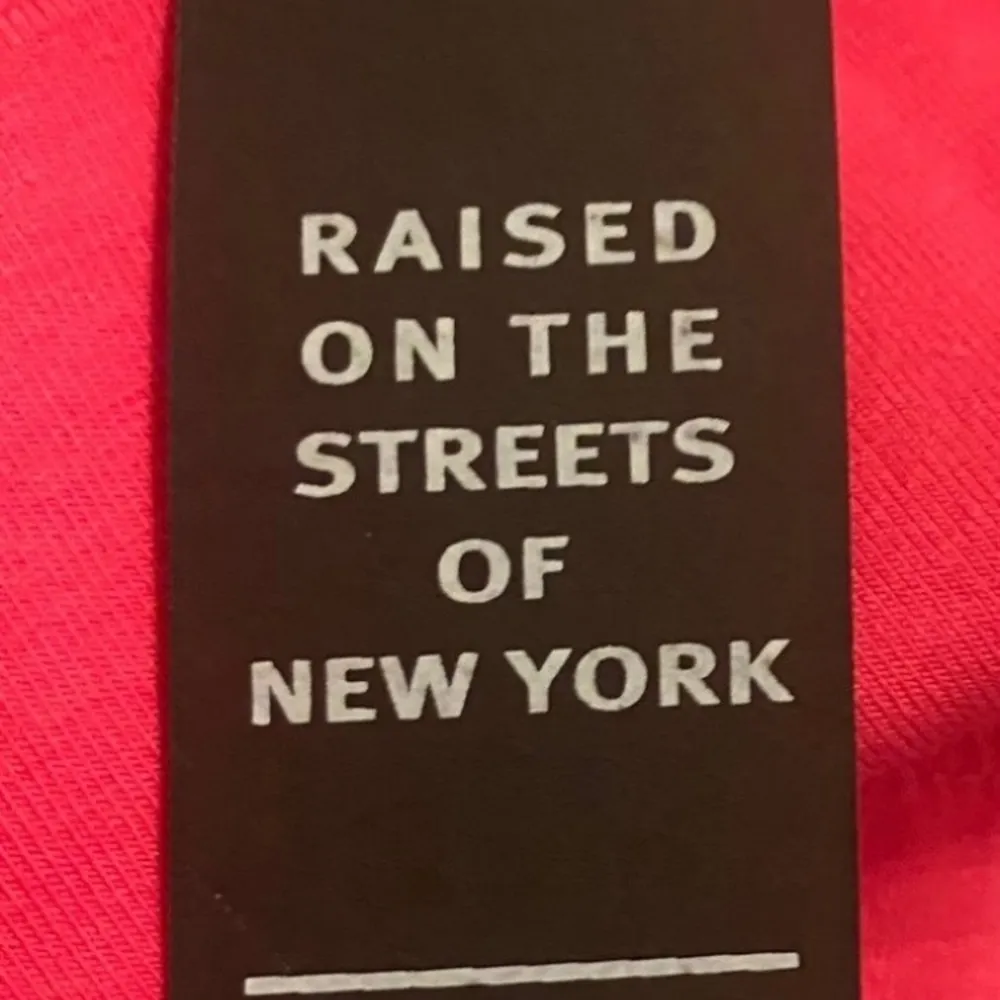 RAISED
ON THE
STREETS
OF
NEW YORK